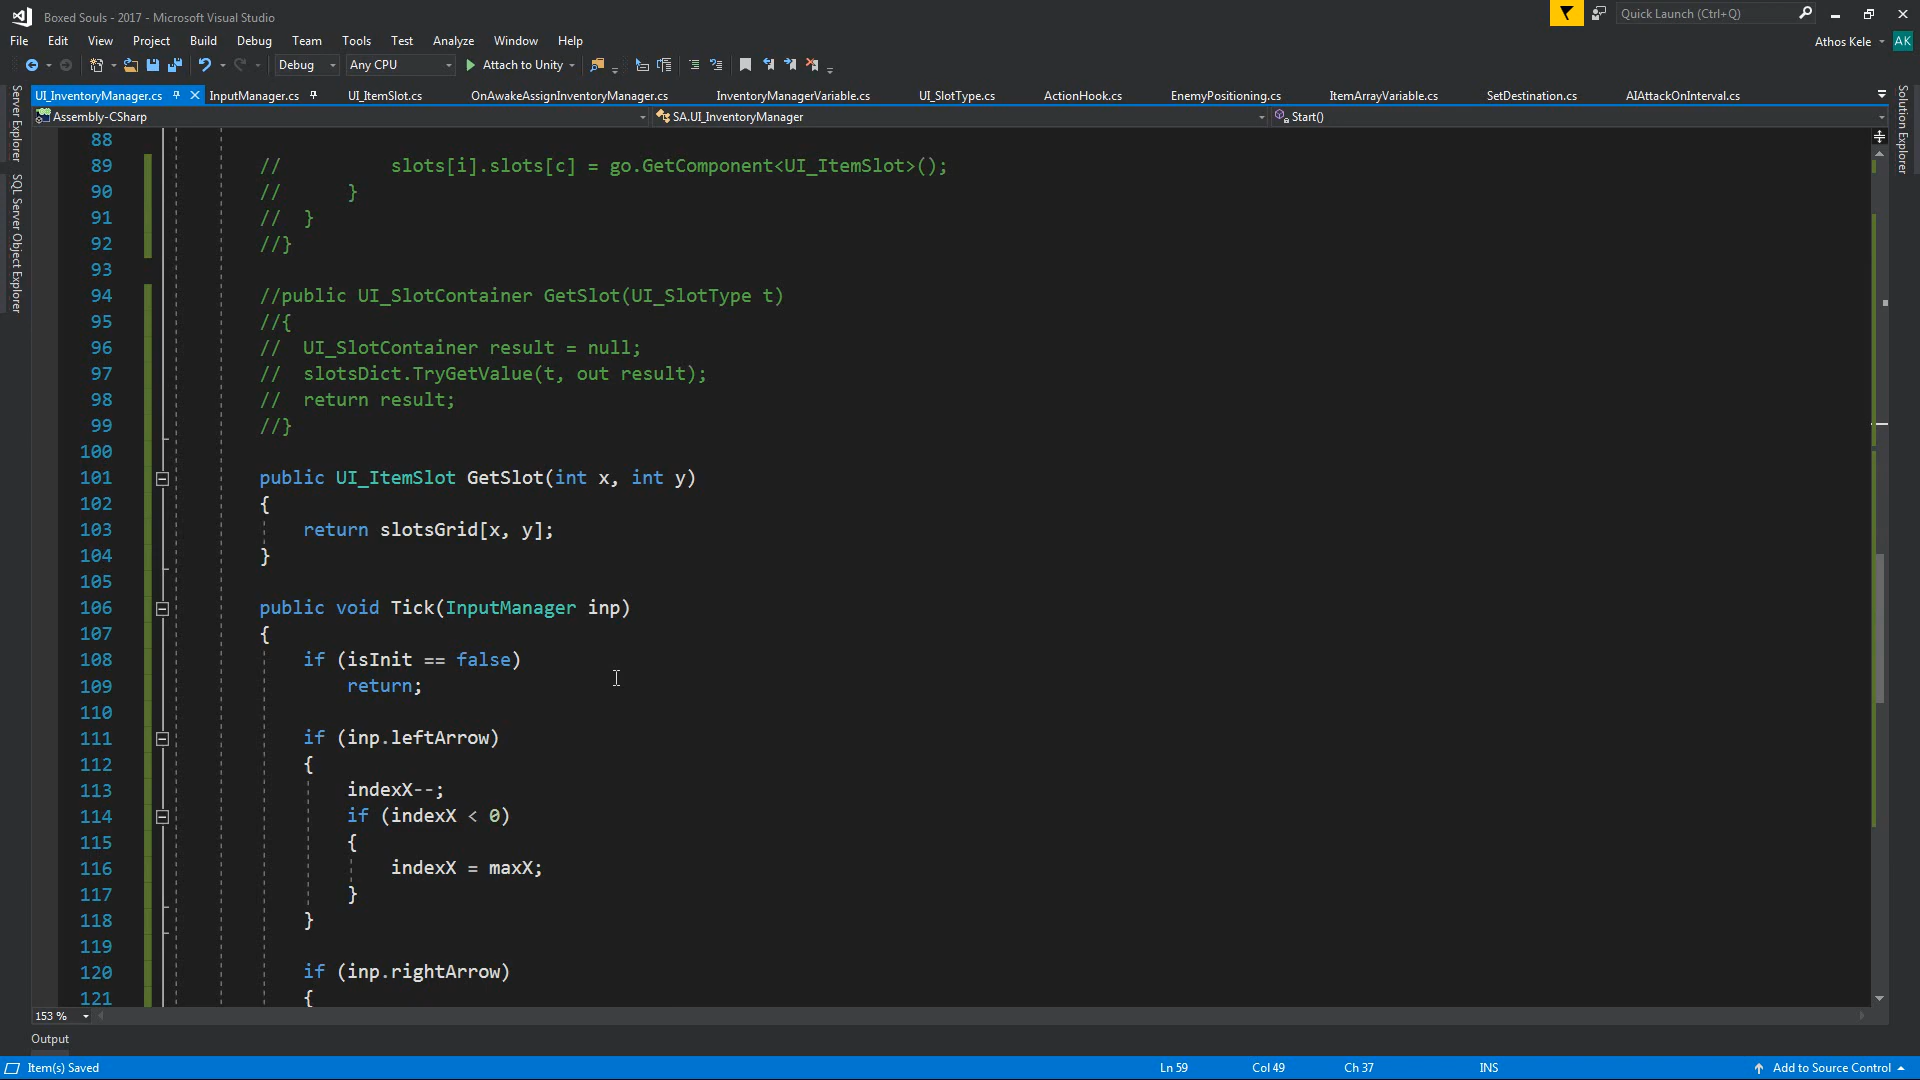 Boxed Souls - 2017 - Microsoft Visual Studio
Quick Launch (Ctrl+Q)
File Edit View Project Build Debug Team Tools Test Analyze Window Help
Athos Kele AK
Debug Any CPU Attach to Unity
UI_InventoryManager.cs InputManager.cs UI_ItemSlot.cs OnAwakeAssignInventoryManager.cs InventoryManagerVariable.cs UI_SlotType.cs ActionHook.cs EnemyPositioning.cs ItemArrayVariable.cs SetDestination.cs AIAttackOnInterval.cs
Assembly-CSharp SA.UI_InventoryManager Start()
Server Explorer
SQL Server Object Explorer
Solution Explorer
88
89 // slots[i].slots[c] = go.GetComponent<UI_ItemSlot>();
90 // }
91 // }
92 //}
93
94 //public UI_SlotContainer GetSlot(UI_SlotType t)
95 //{
96 // UI_SlotContainer result = null;
97 // slotsDict.TryGetValue(t, out result);
98 // return result;
99 //}
100
101 public UI_ItemSlot GetSlot(int x, int y)
102 {
103 return slotsGrid[x, y];
104 }
105
106 public void Tick(InputManager inp)
107 {
108 if (isInit == false)
109 return;
110
111 if (inp.leftArrow)
112 {
113 indexX--;
114 if (indexX < 0)
115 {
116 indexX = maxX;
117 }
118 }
119
120 if (inp.rightArrow)
121 {
153 %
Output
Item(s) Saved Ln 59 Col 49 Ch 37 INS Add to Source Control